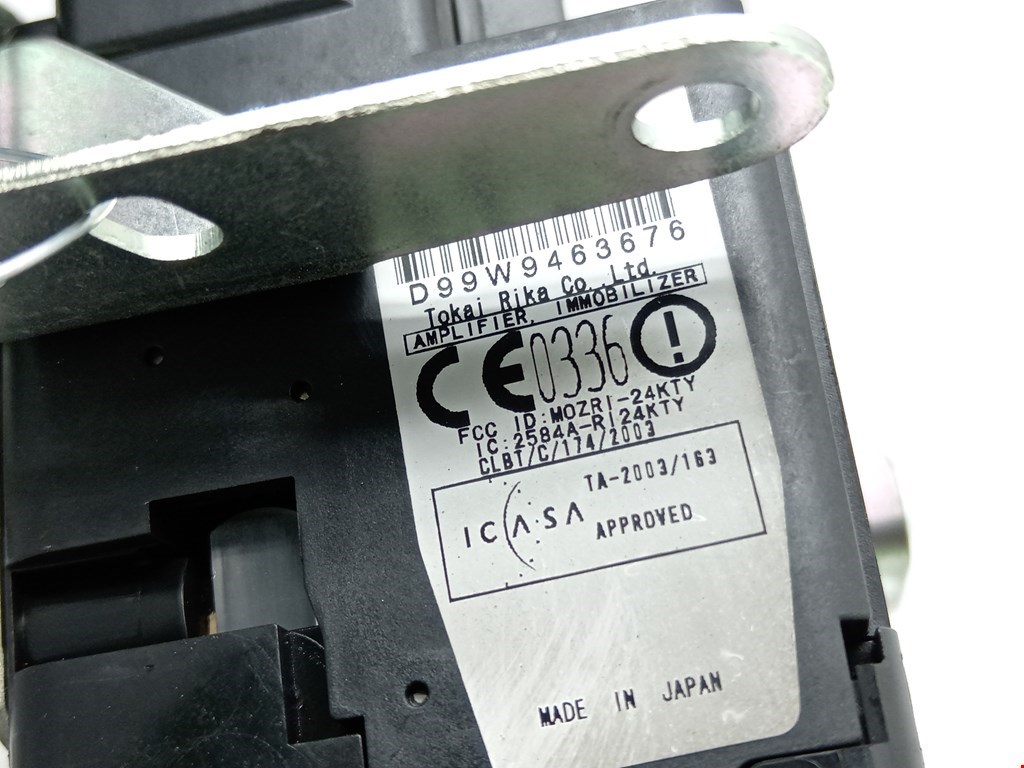 D99W9463676
Tokai Rika Co.,Ltd.
AMPLIFIER, IMMOBILIZER
CE0336
FCC ID:MOZRI-24KTY
IC:2584A-RI24KTY
CLBT/C/174/2003
TA-2003/163
ICASA
APPROVED
MADE IN JAPAN